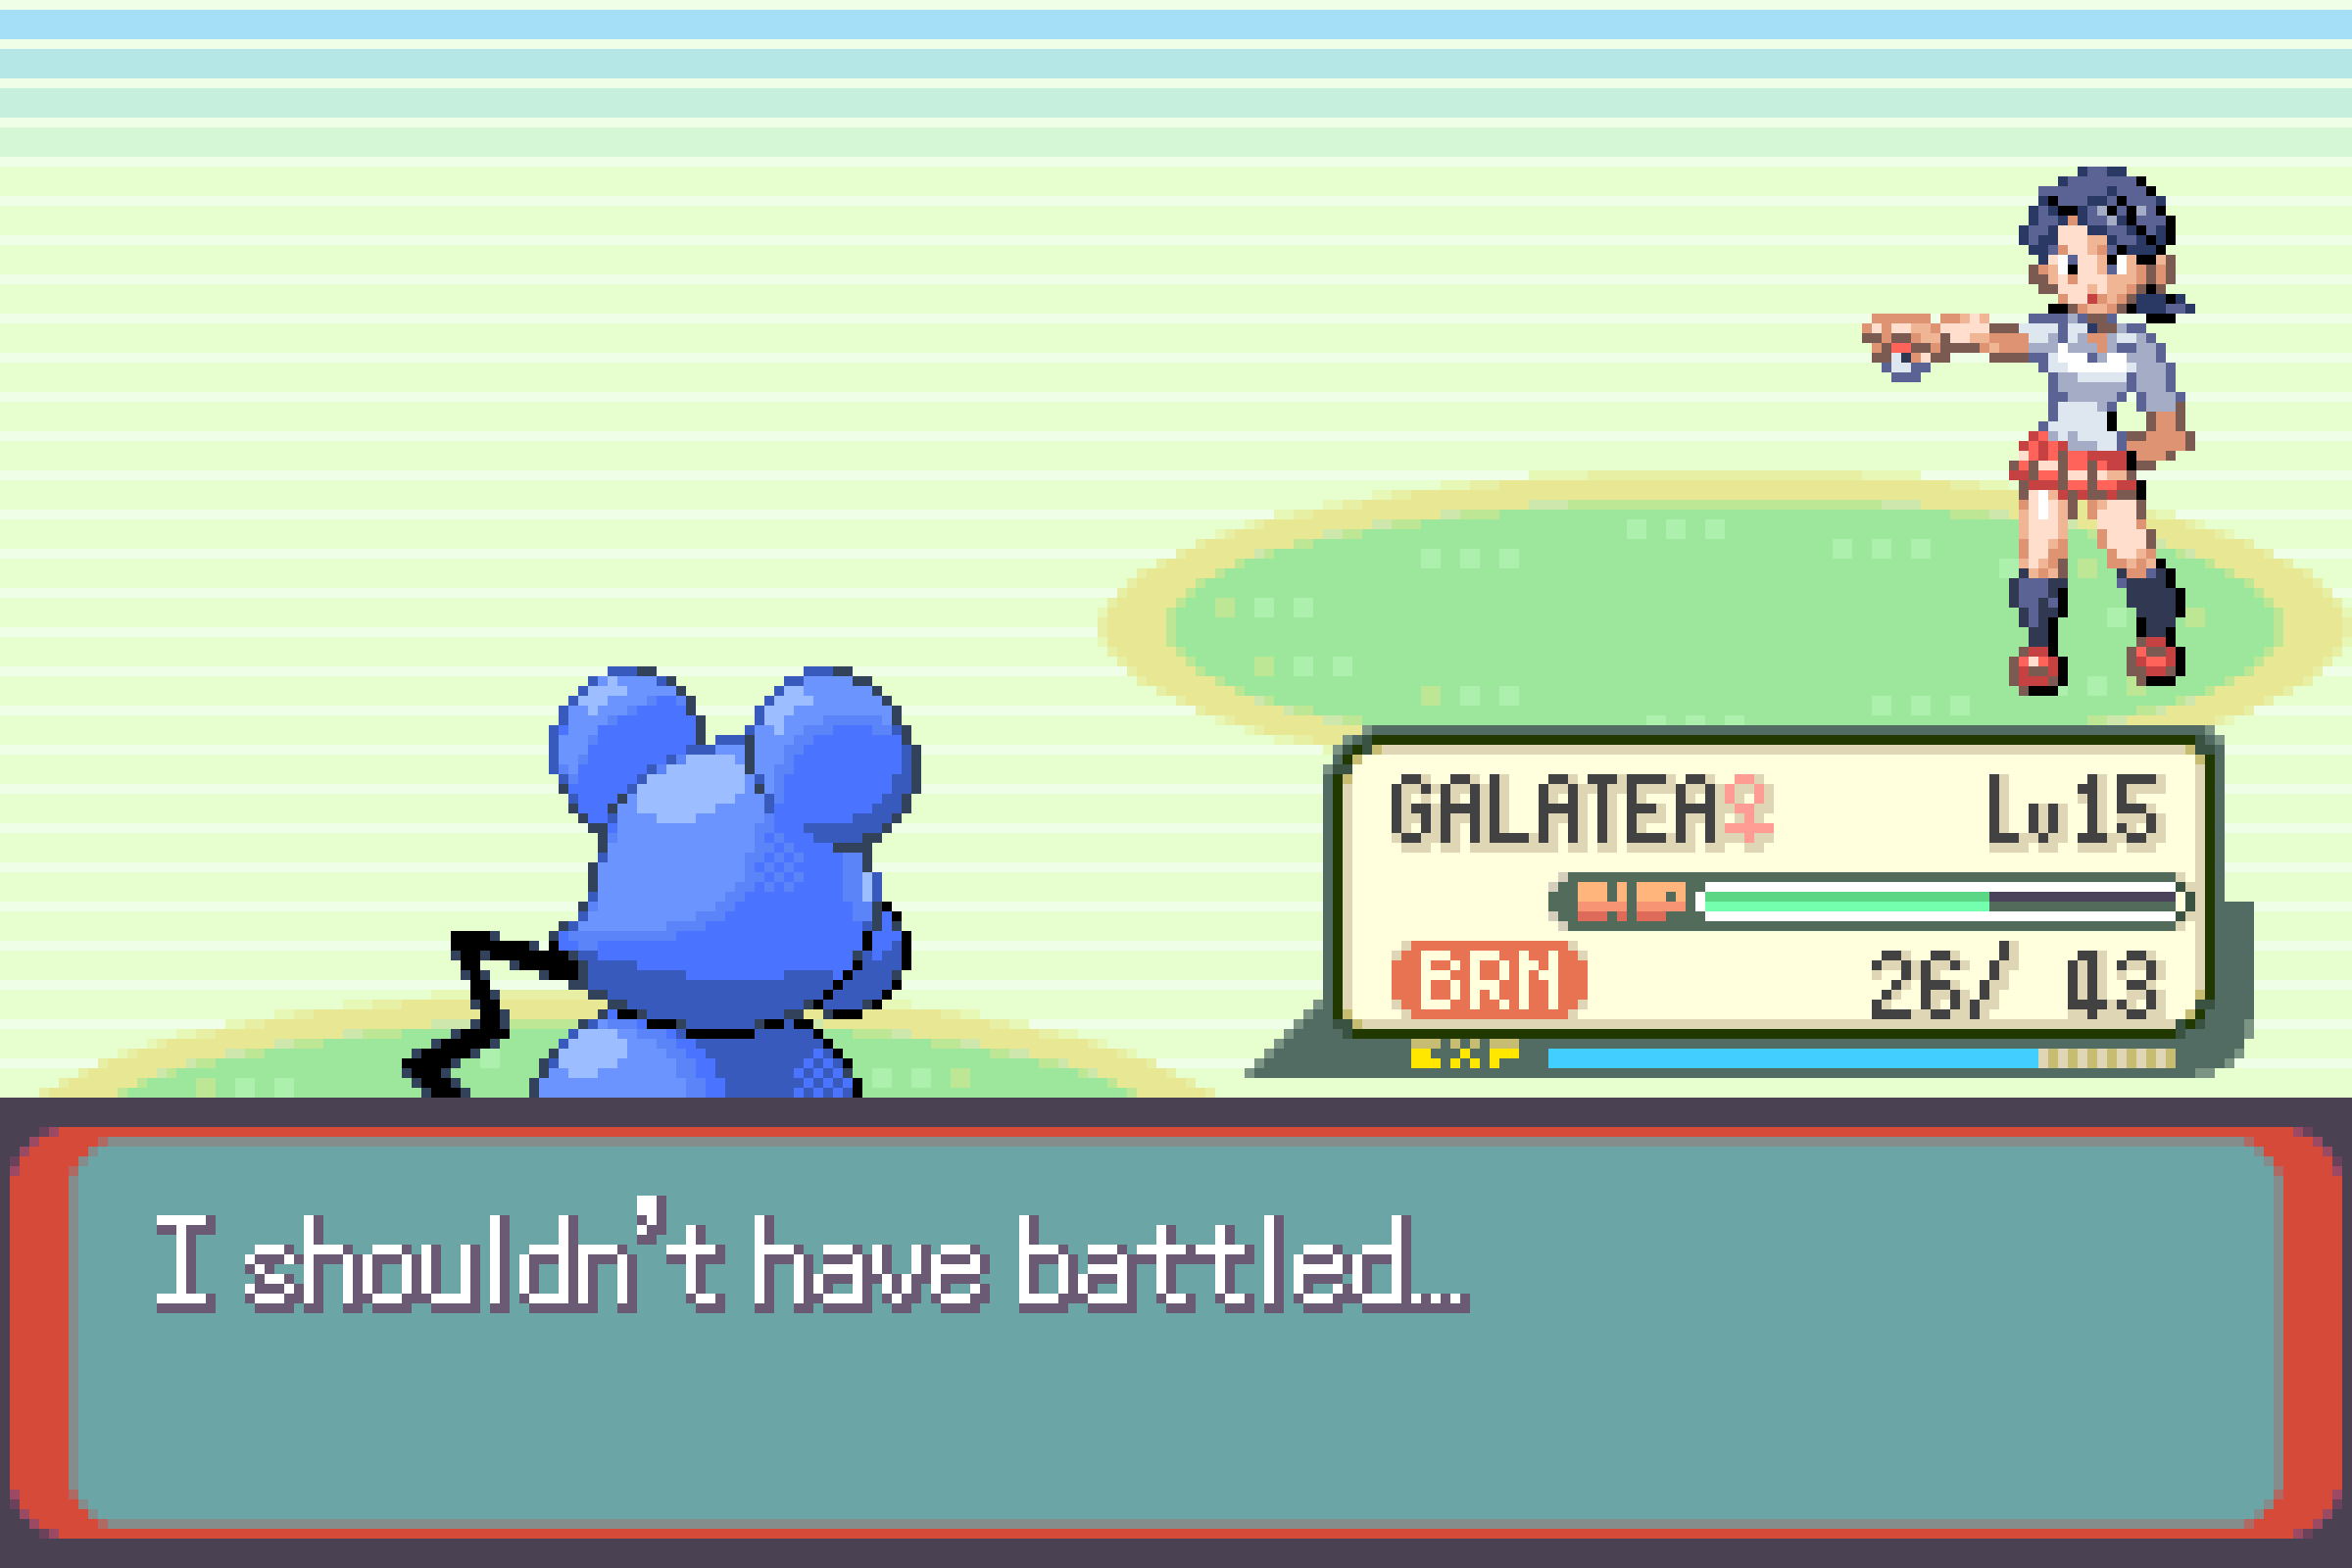 GALATEA♀ Lv15
HP
BRN 26/ 43
EXP
I shouldn't have battled…